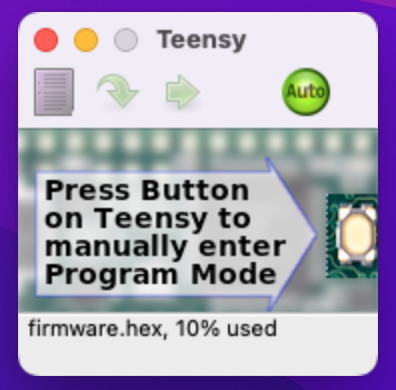 Teensy
Auto
Press Button
on Teensy to
manually enter
Program Mode
firmware.hex, 10% used